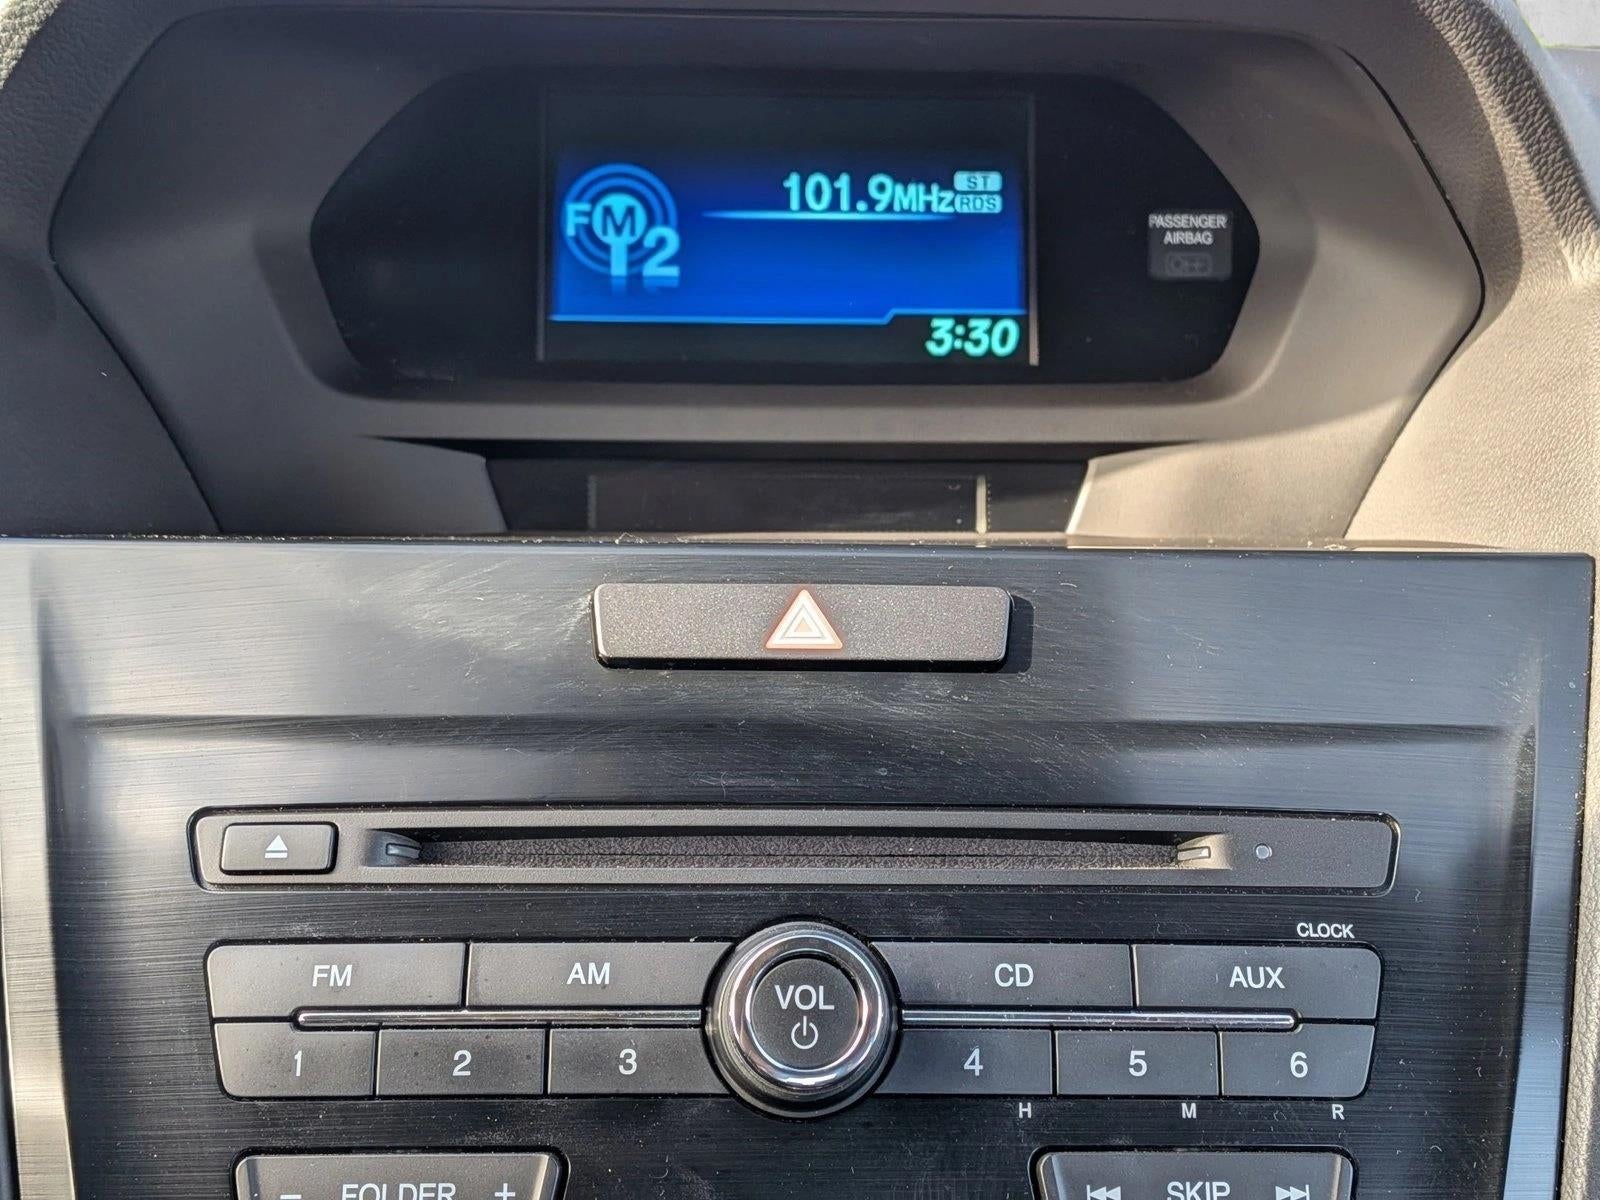 FM 2
101.9MHz ST
RDS
3:30
PASSENGER
AIRBAG
OFF
CLOCK
FM AM CD AUX
VOL
1 2 3 4 5 6
H M R
- FOLDER +
SKIP